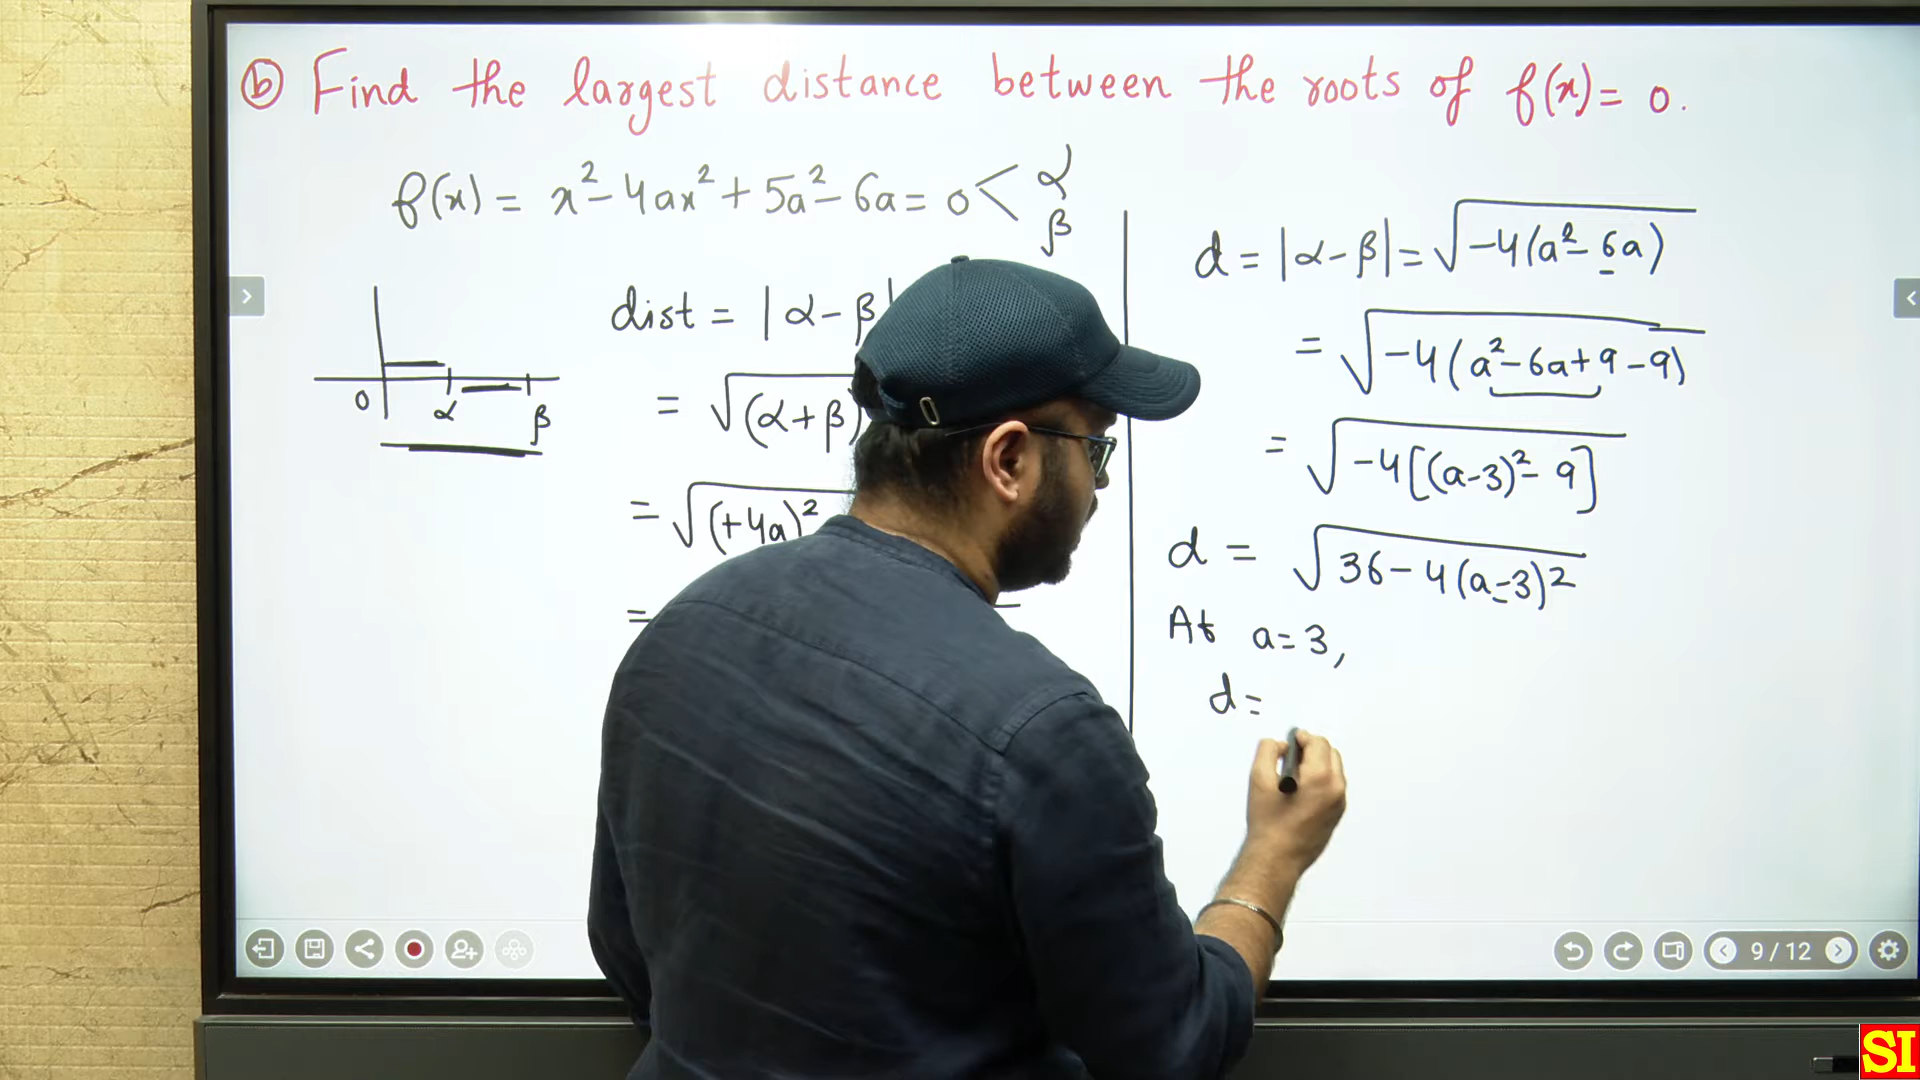 ⓑ Find the largest distance between the roots of f(x) = 0.
f(x) = x² - 4ax² + 5a² - 6a = 0 < α
β
0 α β
dist = |α - β|
= √(α + β)
= √(+4a)²
=
d = |α - β| = √-4(a² - 6a)
= √-4(a² - 6a + 9 - 9)
= √-4[(a-3)² - 9]
d = √36 - 4(a-3)²
At a = 3,
d =
9 / 12
SI